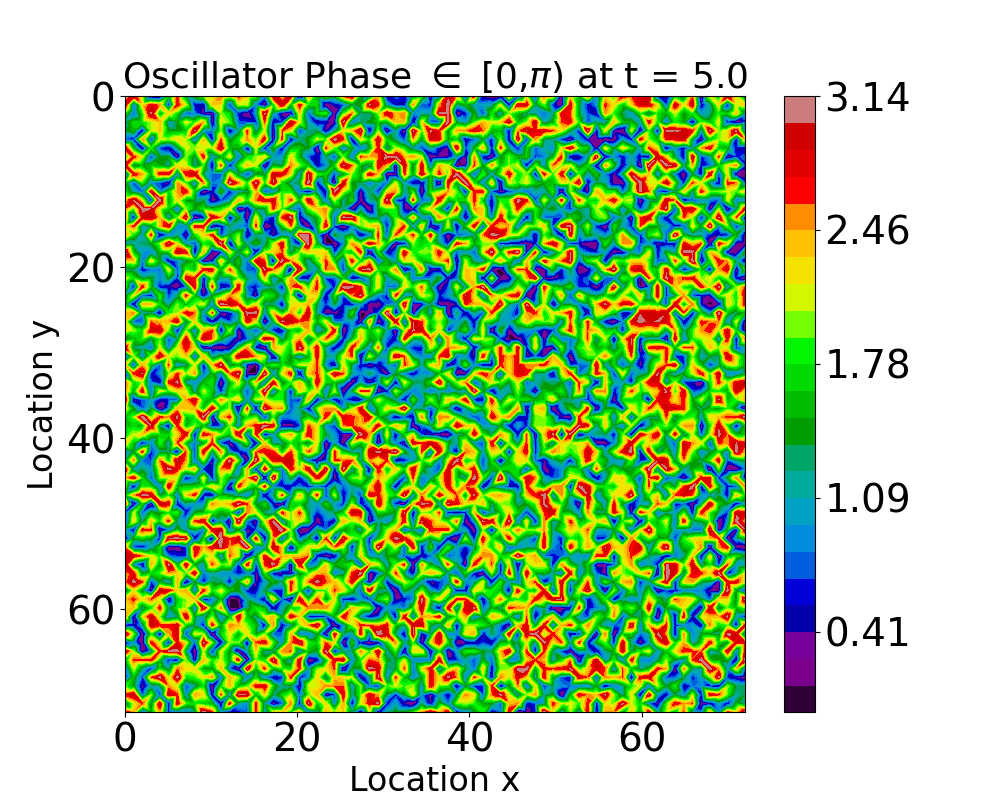 Oscillator Phase ∈ [0,π) at t = 5.0
0
20
40
60
Location y
0 20 40 60
Location x
3.14
2.46
1.78
1.09
0.41